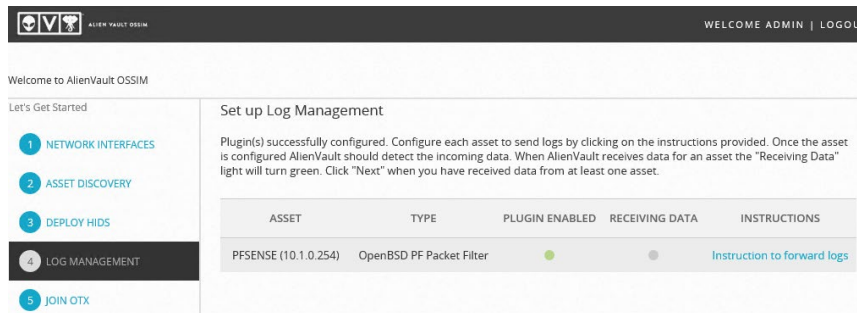 ALIEN VAULT OSSIM
WELCOME ADMIN | LOGOU
Welcome to AlienVault OSSIM
Let's Get Started
1 NETWORK INTERFACES
2 ASSET DISCOVERY
3 DEPLOY HIDS
4 LOG MANAGEMENT
5 JOIN OTX
Set up Log Management
Plugin(s) successfully configured. Configure each asset to send logs by clicking on the instructions provided. Once the asset
is configured AlienVault should detect the incoming data. When AlienVault receives data for an asset the "Receiving Data"
light will turn green. Click "Next" when you have received data from at least one asset.
ASSET TYPE PLUGIN ENABLED RECEIVING DATA INSTRUCTIONS
PFSENSE (10.1.0.254) OpenBSD PF Packet Filter Instruction to forward logs